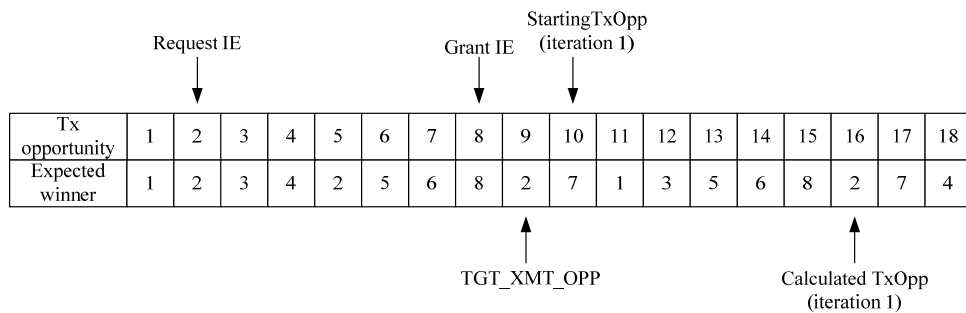 StartingTxOpp
Request IE
Grant IE
(iteration 1)
Tx
opportunity 1 2 3 4 5 6 7 8 9 10 11 12 13 14 15 16 17 18
Expected
winner 1 2 3 4 2 5 6 8 2 7 1 3 5 6 8 2 7 4
TGT_XMT_OPP
Calculated TxOpp
(iteration 1)